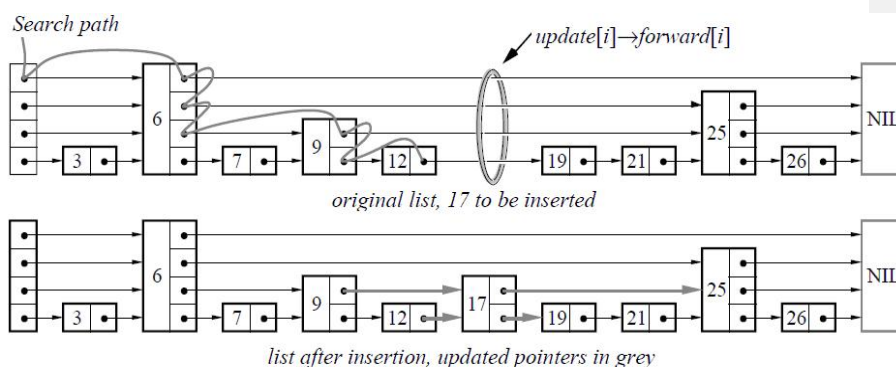 Search path
update[i]→forward[i]
6 NIL
25
9
3 7 12 19 21 26
original list, 17 to be inserted
6 NIL
25
9 17
3 7 12 19 21 26
list after insertion, updated pointers in grey